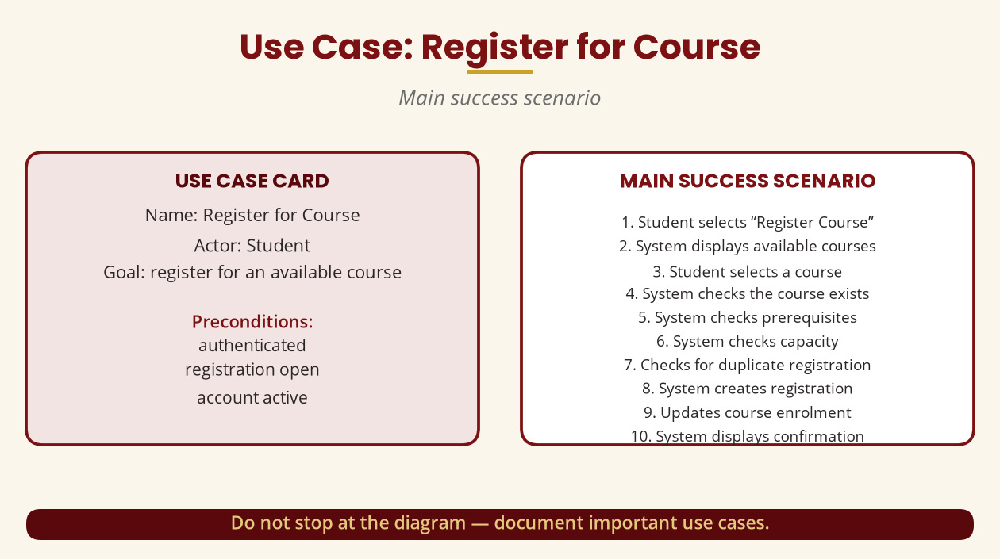 Use Case: Register for Course
Main success scenario
USE CASE CARD
Name: Register for Course
Actor: Student
Goal: register for an available course
Preconditions:
authenticated
registration open
account active
MAIN SUCCESS SCENARIO
1. Student selects “Register Course”
2. System displays available courses
3. Student selects a course
4. System checks the course exists
5. System checks prerequisites
6. System checks capacity
7. Checks for duplicate registration
8. System creates registration
9. Updates course enrolment
10. System displays confirmation
Do not stop at the diagram — document important use cases.